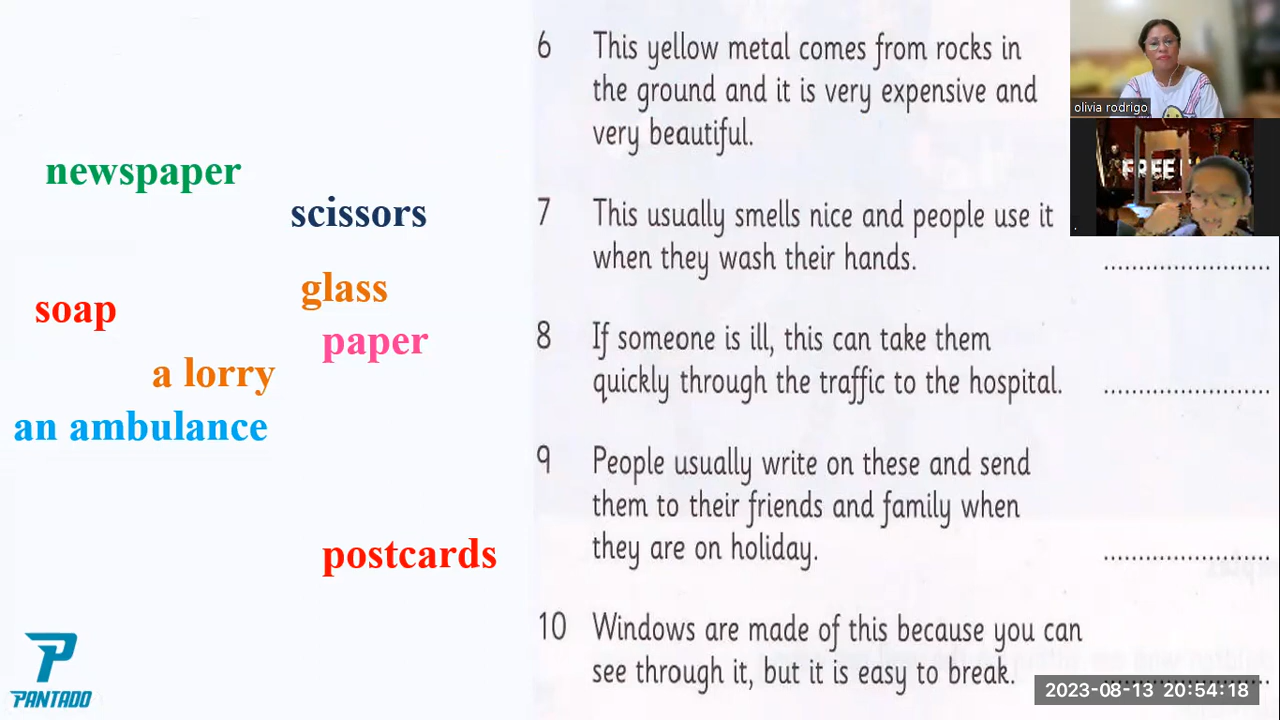 newspaper
scissors
soap
glass
paper
a lorry
an ambulance
postcards
PANTADO
6 This yellow metal comes from rocks in
the ground and it is very expensive and
very beautiful.
7 This usually smells nice and people use it
when they wash their hands. ........................
8 If someone is ill, this can take them
quickly through the traffic to the hospital. ........................
9 People usually write on these and send
them to their friends and family when
they are on holiday. ........................
10 Windows are made of this because you can
see through it, but it is easy to break.
olivia rodrigo
FREE
2023-08-13 20:54:18